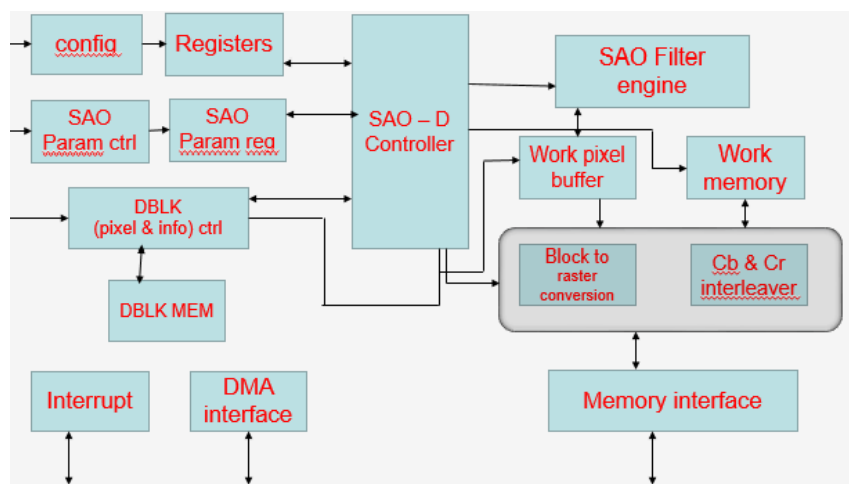 config
Registers
SAO
Param ctrl
SAO
Param reg
SAO – D
Controller
SAO Filter
engine
Work pixel
buffer
Work
memory
DBLK
(pixel & info) ctrl
DBLK MEM
Block to
raster
conversion
Cb & Cr
interleaver
Interrupt
DMA
interface
Memory interface